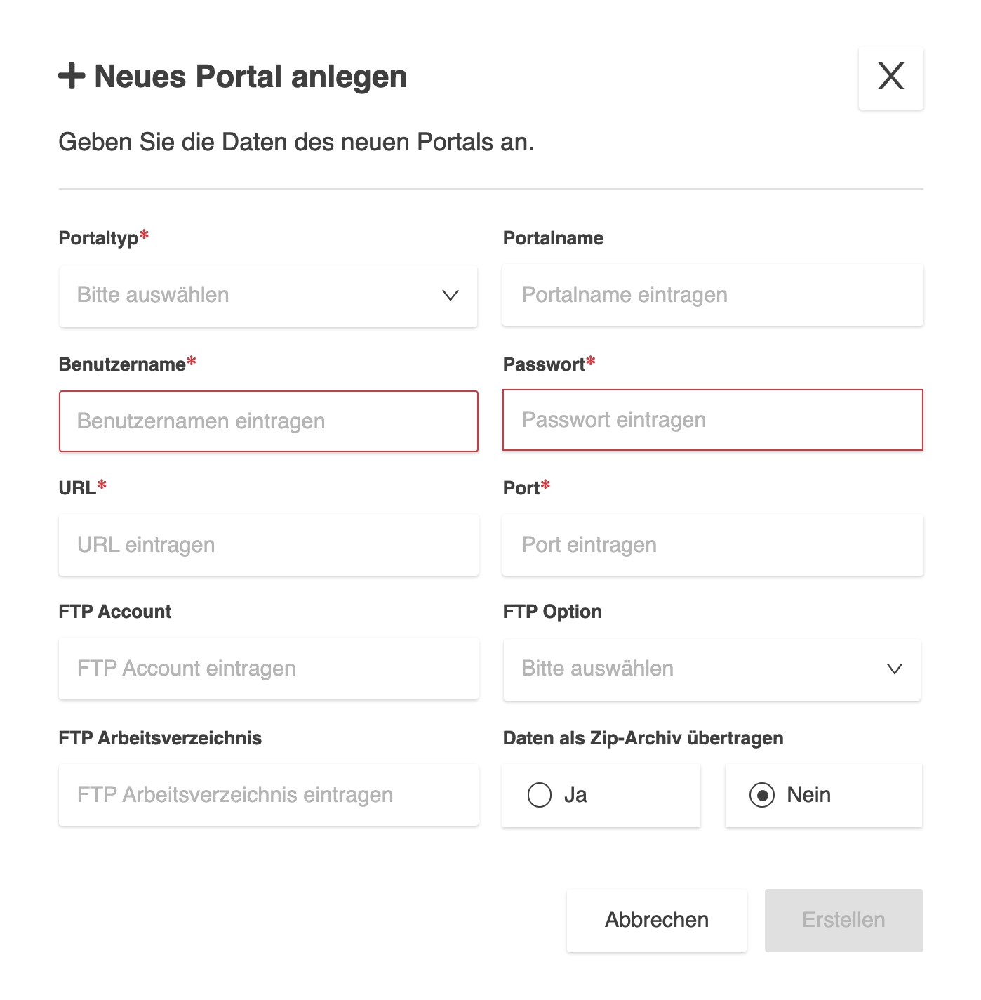 Neues Portal anlegen
X
Geben Sie die Daten des neuen Portals an.
Portaltyp* Portalname
Bitte auswählen Portalname eintragen
Benutzername* Passwort*
Benutzernamen eintragen Passwort eintragen
URL* Port*
URL eintragen Port eintragen
FTP Account FTP Option
FTP Account eintragen Bitte auswählen
FTP Arbeitsverzeichnis Daten als Zip-Archiv übertragen
FTP Arbeitsverzeichnis eintragen Ja Nein
Abbrechen Erstellen